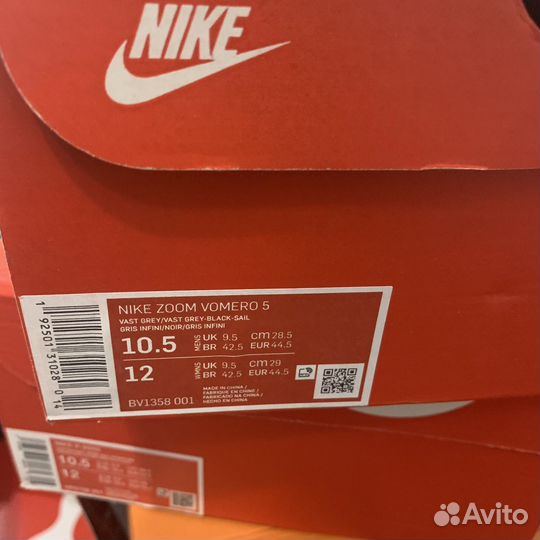 NIKE
NIKE ZOOM VOMERO 5
VAST GREY/VAST GREY-BLACK-SAIL
GRIS INFINI/NOIR/GRIS INFINI
10.5 MENS UK 9.5 CM 28.5
BR 42.5 EUR 44.5
12 WMNS UK 9.5 CM 29
BR 42.5 EUR 44.5
MADE IN CHINA /
FABRIQUE EN CHINE /
FABRICADO NA CHINA /
HECHO EN CHINA
BV1358 001
1 92501 31028 0 14
10.5
12
Avito